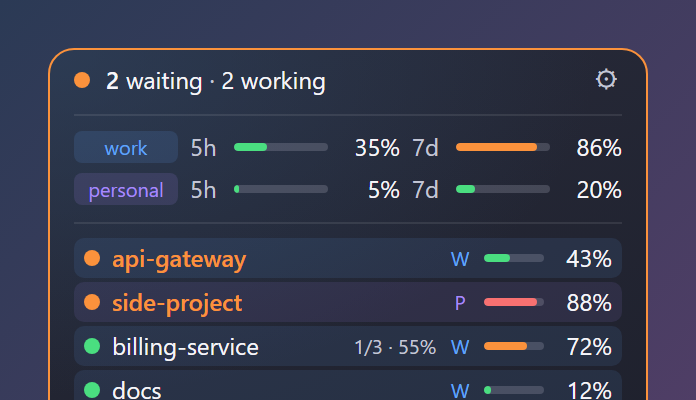 2 waiting · 2 working
work 5h 35% 7d 86%
personal 5h 5% 7d 20%
api-gateway W 43%
side-project P 88%
billing-service 1/3 · 55% W 72%
docs W 12%